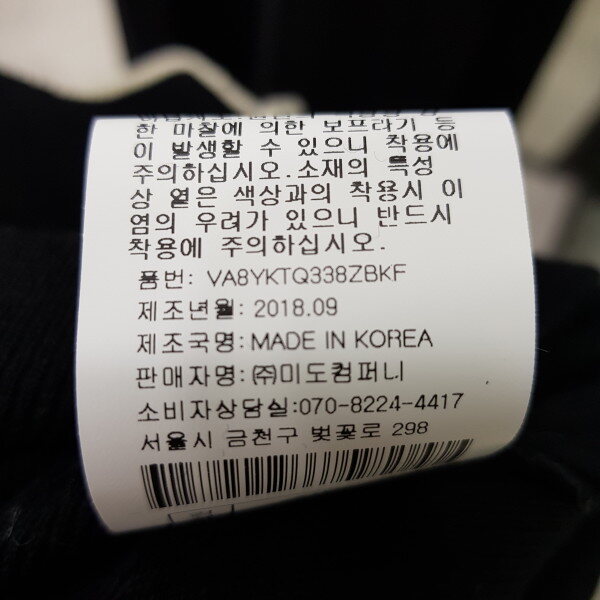 한 마찰에 의한 보프라기 등
이 발생할 수 있으니 착용에
주의하십시오.소재의 특성
상 옅은 색상과의 착용시 이
염의 우려가 있으니 반드시
착용에 주의하십시오.
품번: VA8YKTQ338ZBKF
제조년월: 2018.09
제조국명: MADE IN KOREA
판매자명: ㈜미도컴퍼니
소비자상담실:070-8224-4417
서울시 금천구 벚꽃로 298